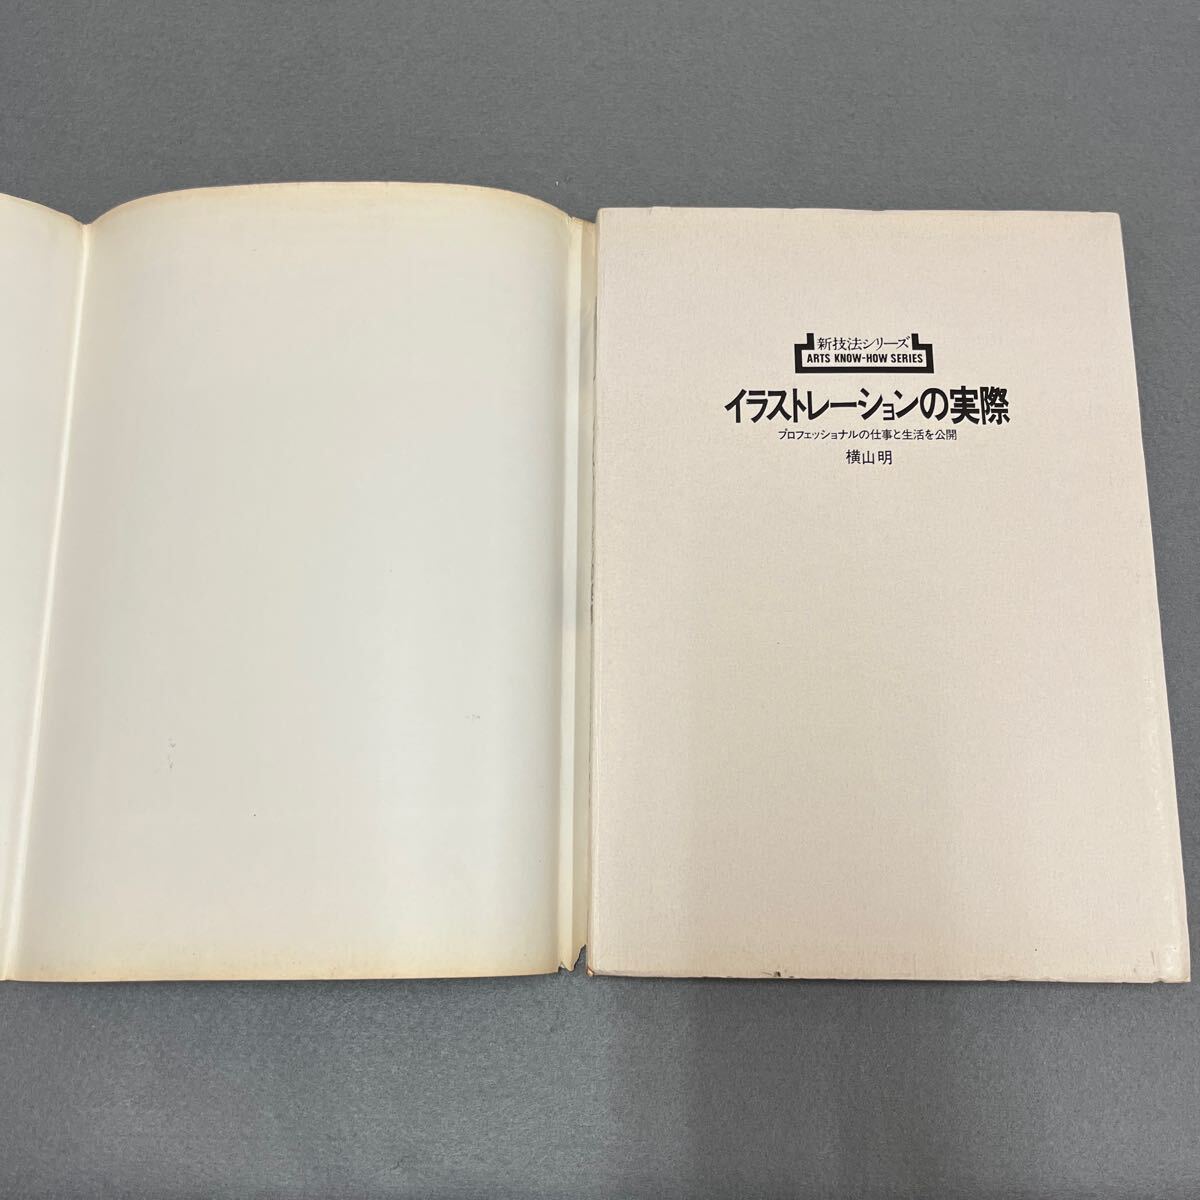 新技法シリーズ
ARTS KNOW-HOW SERIES
イラストレーションの実際
プロフェッショナルの仕事と生活を公開
横山明